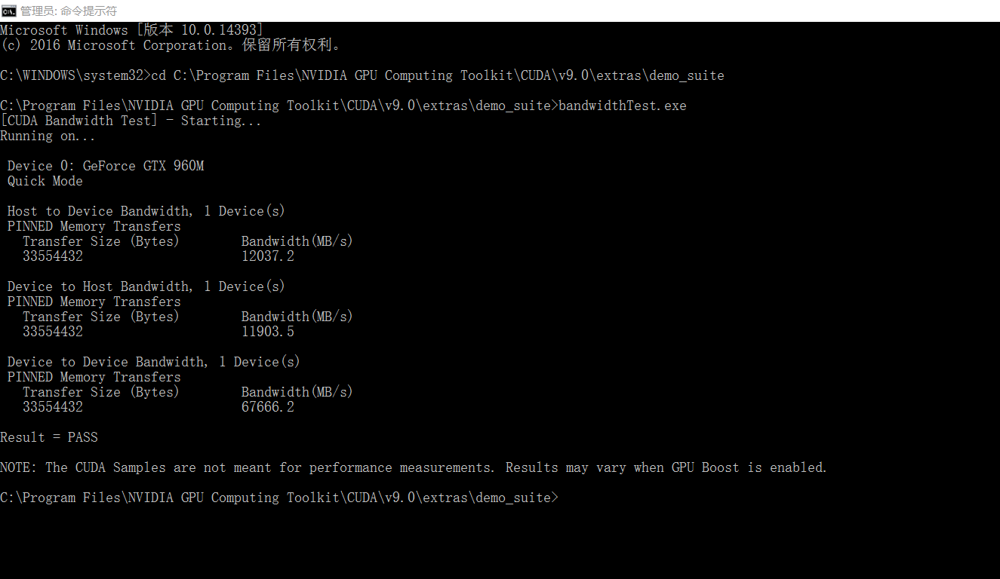 管理员: 命令提示符
Microsoft Windows [版本 10.0.14393]
(c) 2016 Microsoft Corporation。保留所有权利。
C:\WINDOWS\system32>cd C:\Program Files\NVIDIA GPU Computing Toolkit\CUDA\v9.0\extras\demo_suite
C:\Program Files\NVIDIA GPU Computing Toolkit\CUDA\v9.0\extras\demo_suite>bandwidthTest.exe
[CUDA Bandwidth Test] - Starting...
Running on...
Device 0: GeForce GTX 960M
Quick Mode
Host to Device Bandwidth, 1 Device(s)
PINNED Memory Transfers
Transfer Size (Bytes) Bandwidth(MB/s)
33554432 12037.2
Device to Host Bandwidth, 1 Device(s)
PINNED Memory Transfers
Transfer Size (Bytes) Bandwidth(MB/s)
33554432 11903.5
Device to Device Bandwidth, 1 Device(s)
PINNED Memory Transfers
Transfer Size (Bytes) Bandwidth(MB/s)
33554432 67666.2
Result = PASS
NOTE: The CUDA Samples are not meant for performance measurements. Results may vary when GPU Boost is enabled.
C:\Program Files\NVIDIA GPU Computing Toolkit\CUDA\v9.0\extras\demo_suite>